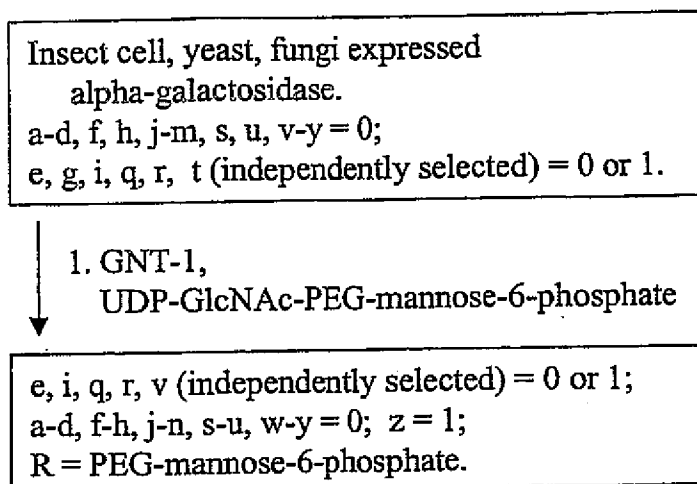 Insect cell, yeast, fungi expressed
alpha-galactosidase.
a-d, f, h, j-m, s, u, v-y = 0;
e, g, i, q, r, t (independently selected) = 0 or 1.
1. GNT-1,
UDP-GlcNAc-PEG-mannose-6-phosphate
e, i, q, r, v (independently selected) = 0 or 1;
a-d, f-h, j-n, s-u, w-y = 0; z = 1;
R = PEG-mannose-6-phosphate.